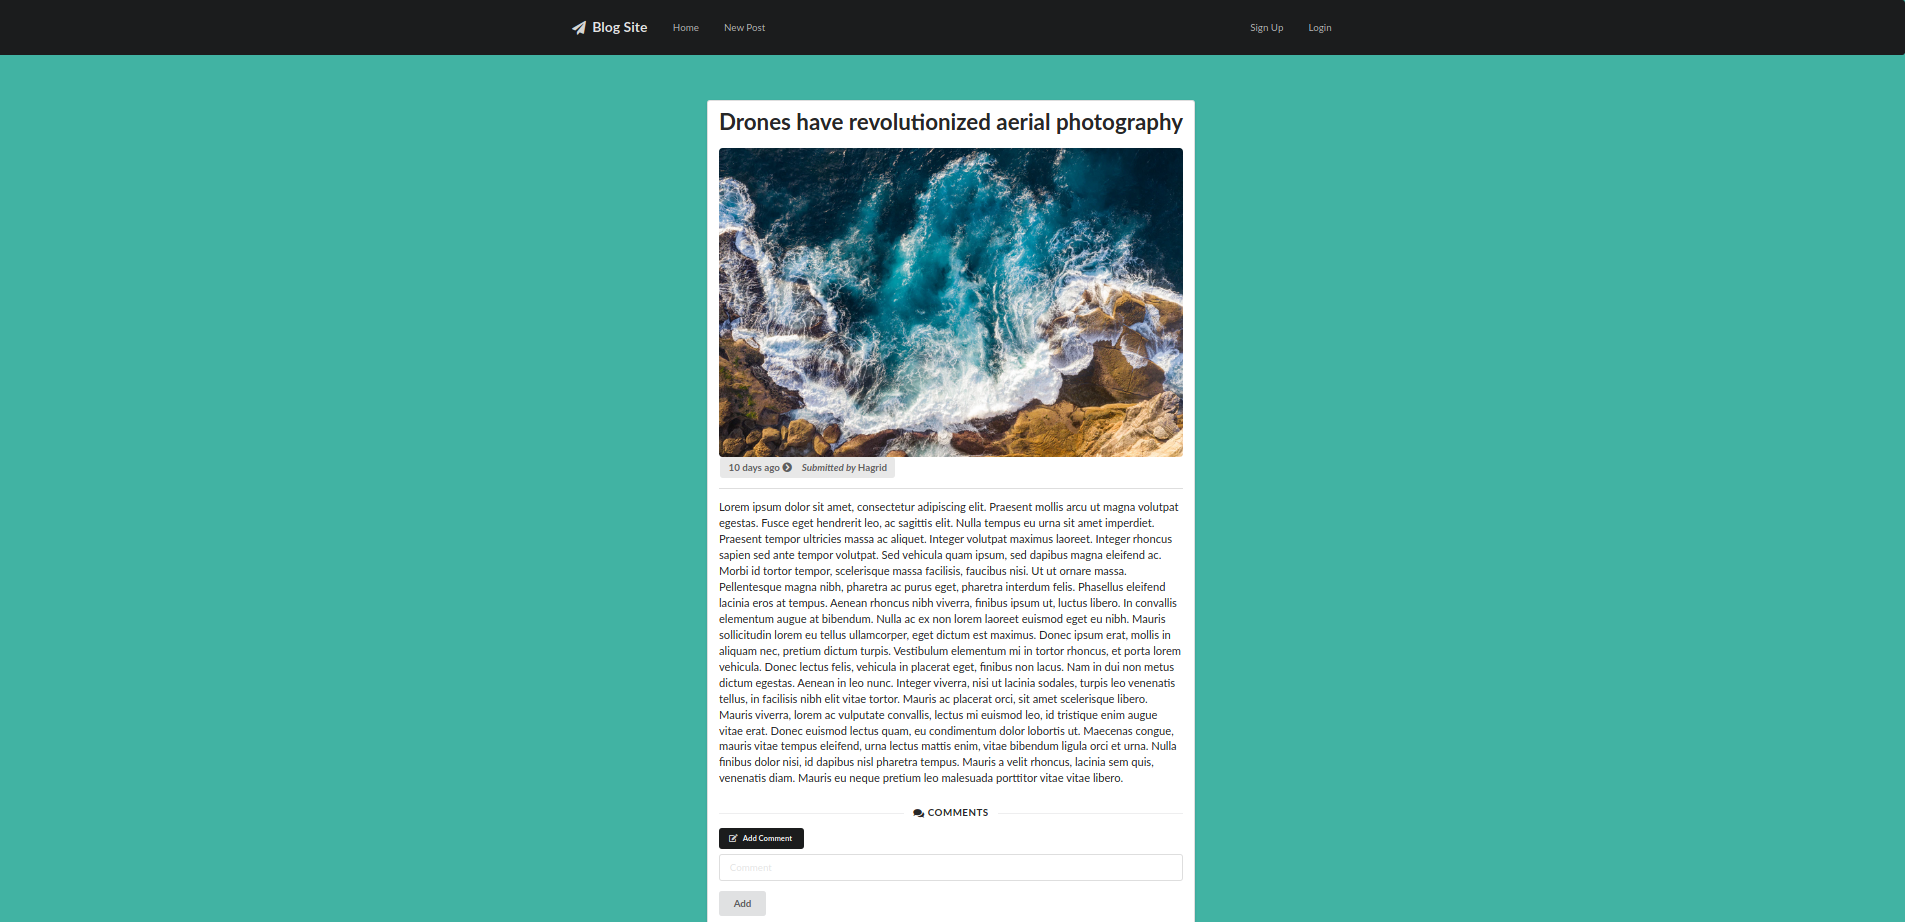 Blog Site
Home
New Post
Sign Up
Login
Drones have revolutionized aerial photography
10 days ago Submitted by Hagrid
Lorem ipsum dolor sit amet, consectetur adipiscing elit. Praesent mollis arcu ut magna volutpat
egestas. Fusce eget hendrerit leo, ac sagittis elit. Nulla tempus eu urna sit amet imperdiet.
Praesent tempor ultricies massa ac aliquet. Integer volutpat maximus laoreet. Integer rhoncus
sapien sed ante tempor volutpat. Sed vehicula quam ipsum, sed dapibus magna eleifend ac.
Morbi id tortor tempor, scelerisque massa facilisis, faucibus nisi. Ut ut ornare massa.
Pellentesque magna nibh, pharetra ac purus eget, pharetra interdum felis. Phasellus eleifend
lacinia eros at tempus. Aenean rhoncus nibh viverra, finibus ipsum ut, luctus libero. In convallis
elementum augue at bibendum. Nulla ac ex non lorem laoreet euismod eget eu nibh. Mauris
sollicitudin lorem eu tellus ullamcorper, eget dictum est maximus. Donec ipsum erat, mollis in
aliquam nec, pretium dictum turpis. Vestibulum elementum mi in tortor rhoncus, et porta lorem
vehicula. Donec lectus felis, vehicula in placerat eget, finibus non lacus. Nam in dui non metus
dictum egestas. Aenean in leo nunc. Integer viverra, nisi ut lacinia sodales, turpis leo venenatis
tellus, in facilisis nibh elit vitae tortor. Mauris ac placerat orci, sit amet scelerisque libero.
Mauris viverra, lorem ac vulputate convallis, lectus mi euismod leo, id tristique enim augue
vitae erat. Donec euismod lectus quam, eu condimentum dolor lobortis ut. Maecenas congue,
mauris vitae tempus eleifend, urna lectus mattis enim, vitae bibendum ligula orci et urna. Nulla
finibus dolor nisi, id dapibus nisl pharetra tempus. Mauris a velit rhoncus, lacinia sem quis,
venenatis diam. Mauris eu neque pretium leo malesuada porttitor vitae vitae libero.
COMMENTS
Add Comment
Comment
Add